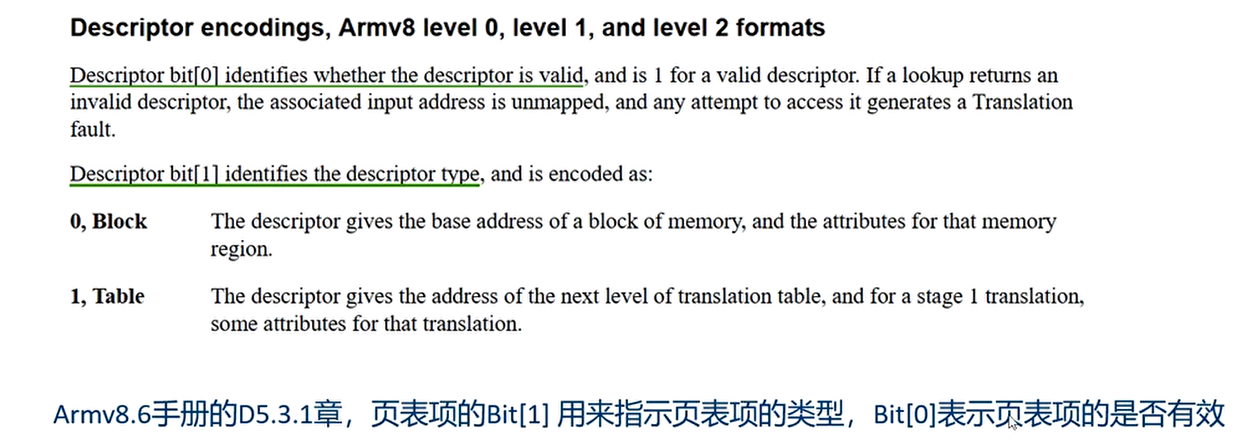 Descriptor encodings, Armv8 level 0, level 1, and level 2 formats
Descriptor bit[0] identifies whether the descriptor is valid, and is 1 for a valid descriptor. If a lookup returns an
invalid descriptor, the associated input address is unmapped, and any attempt to access it generates a Translation
fault.
Descriptor bit[1] identifies the descriptor type, and is encoded as:
0, Block The descriptor gives the base address of a block of memory, and the attributes for that memory
region.
1, Table The descriptor gives the address of the next level of translation table, and for a stage 1 translation,
some attributes for that translation.
Armv8.6手册的D5.3.1章，页表项的Bit[1] 用来指示页表项的类型，Bit[0]表示页表项的是否有效